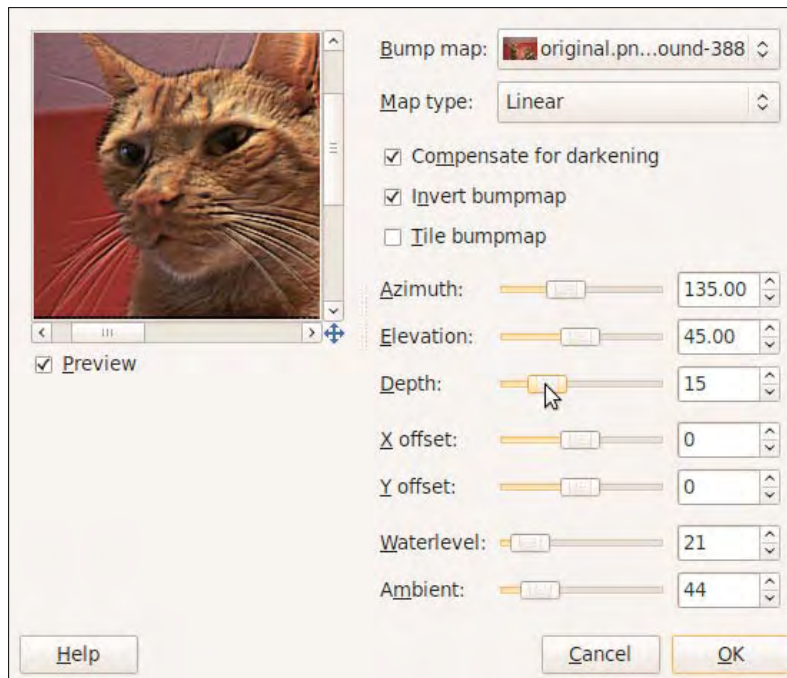 Bump map: original.pn...ound-388
Map type: Linear
Compensate for darkening
Invert bumpmap
Tile bumpmap
Azimuth: 135.00
Elevation: 45.00
Depth: 15
X offset: 0
Y offset: 0
Waterlevel: 21
Ambient: 44
Preview
Help
Cancel
OK